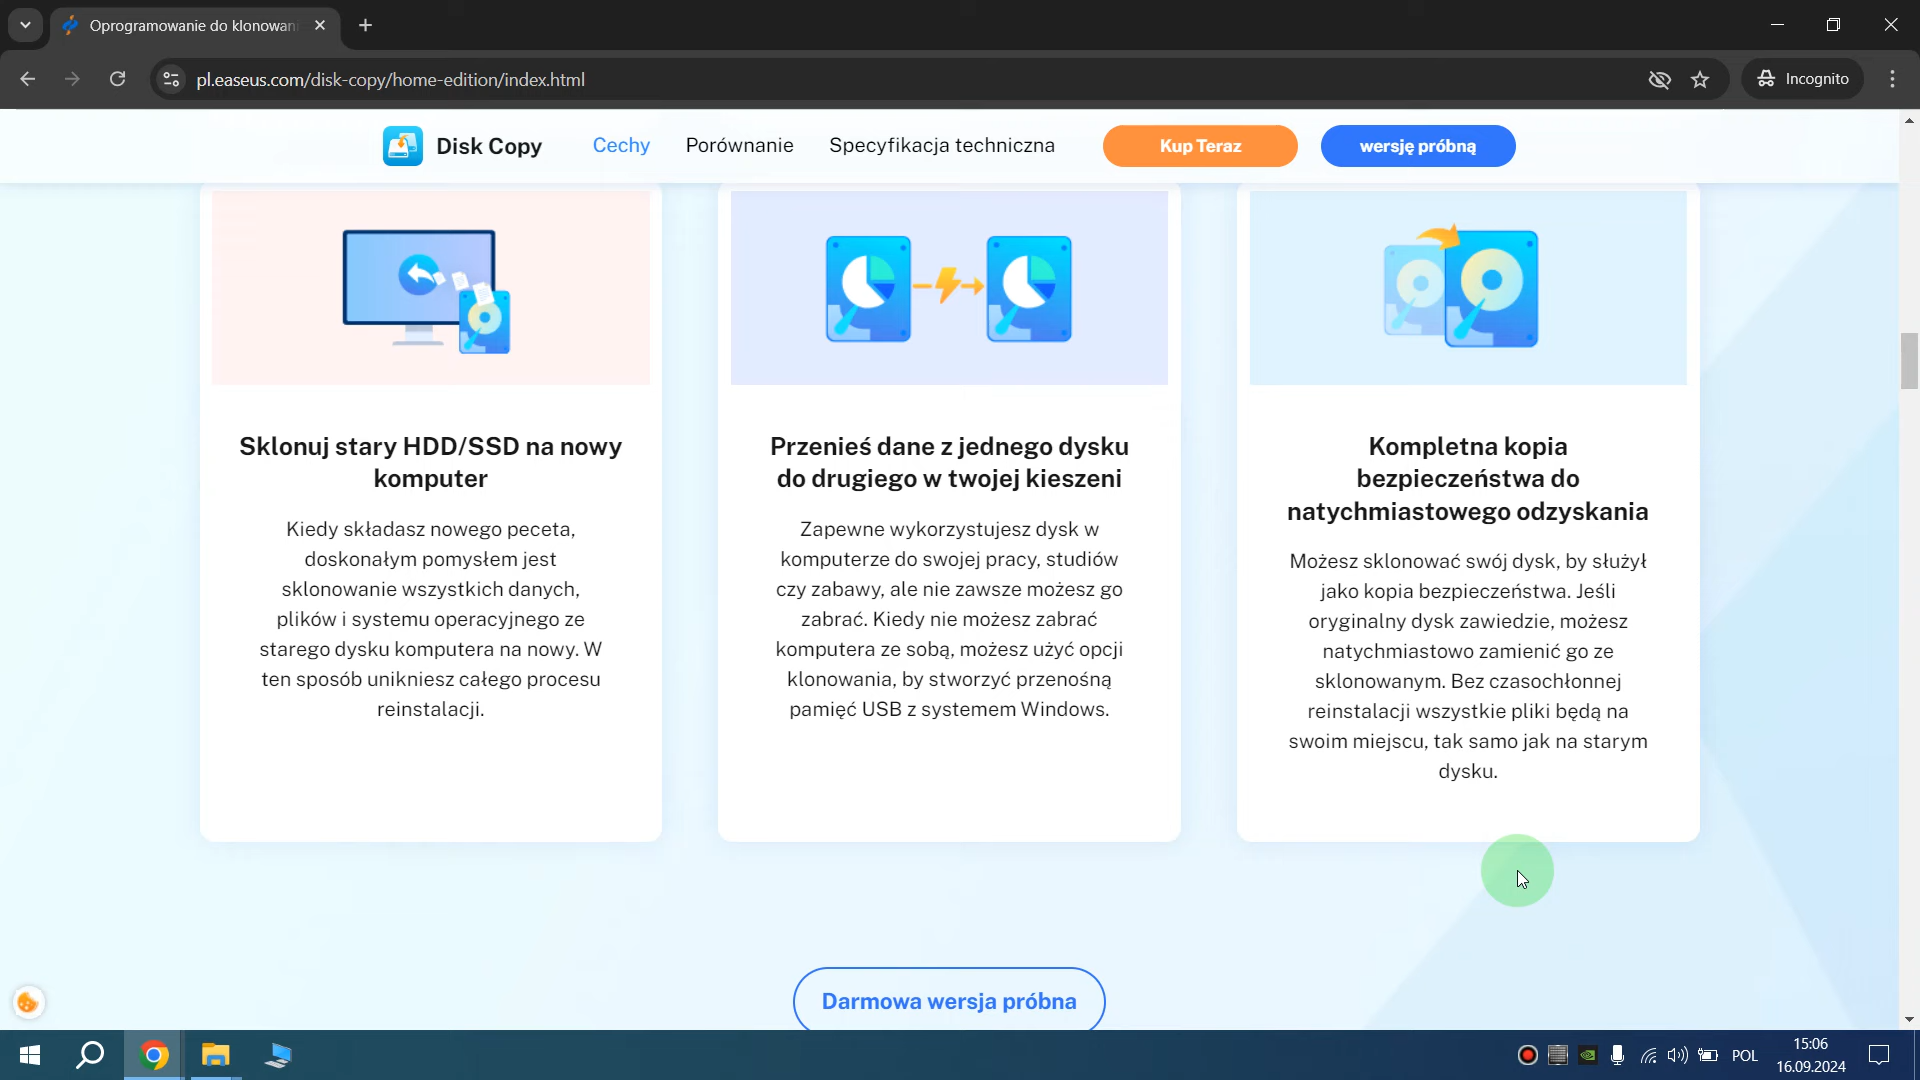 Oprogramowanie do klonowan
pl.easeus.com/disk-copy/home-edition/index.html
Incognito
Disk Copy
Cechy
Porównanie
Specyfikacja techniczna
Kup Teraz
wersję próbną
Sklonuj stary HDD/SSD na nowy
komputer
Kiedy składasz nowego peceta,
doskonałym pomysłem jest
sklonowanie wszystkich danych,
plików i systemu operacyjnego ze
starego dysku komputera na nowy. W
ten sposób unikniesz całego procesu
reinstalacji.
Przenieś dane z jednego dysku
do drugiego w twojej kieszeni
Zapewne wykorzystujesz dysk w
komputerze do swojej pracy, studiów
czy zabawy, ale nie zawsze możesz go
zabrać. Kiedy nie możesz zabrać
komputera ze sobą, możesz użyć opcji
klonowania, by stworzyć przenośną
pamięć USB z systemem Windows.
Kompletna kopia
bezpieczeństwa do
natychmiastowego odzyskania
Możesz sklonować swój dysk, by służył
jako kopia bezpieczeństwa. Jeśli
oryginalny dysk zawiedzie, możesz
natychmiastowo zamienić go ze
sklonowanym. Bez czasochłonnej
reinstalacji wszystkie pliki będą na
swoim miejscu, tak samo jak na starym
dysku.
Darmowa wersja próbna
POL
15:06
16.09.2024